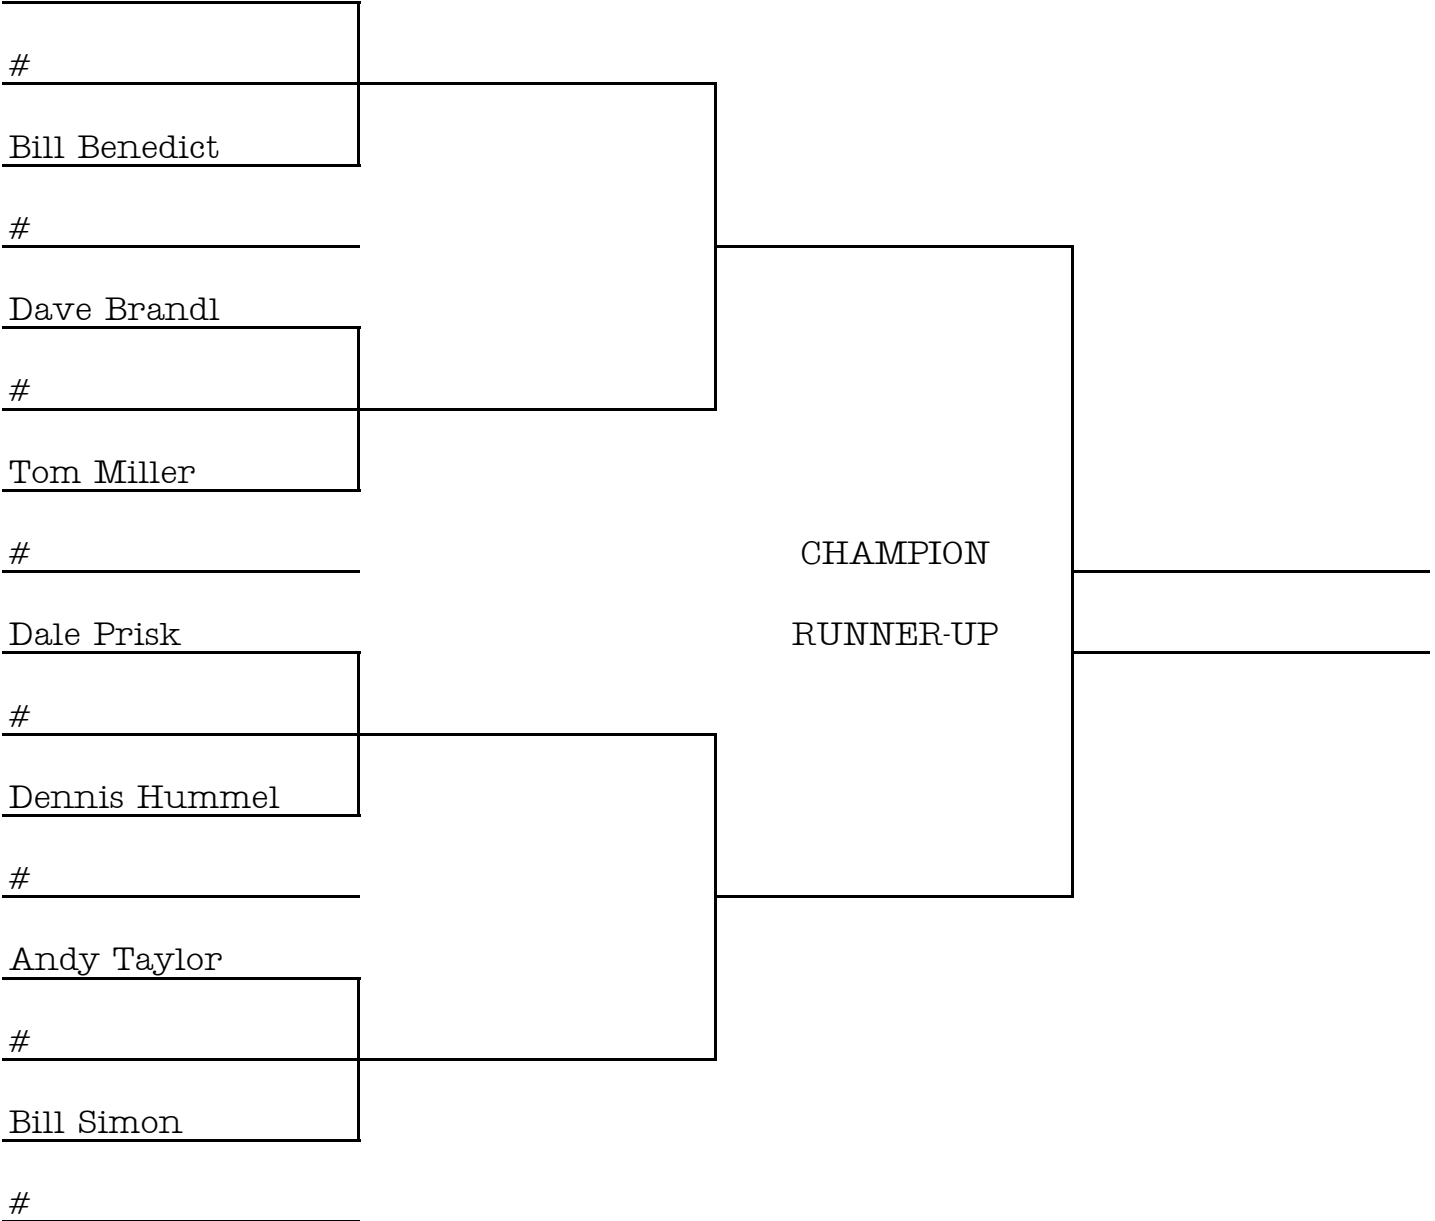 #
Bill Benedict
#
Dave Brandl
#
Tom Miller
#
CHAMPION
Dale Prisk
RUNNER-UP
#
Dennis Hummel
#
Andy Taylor
#
Bill Simon
#